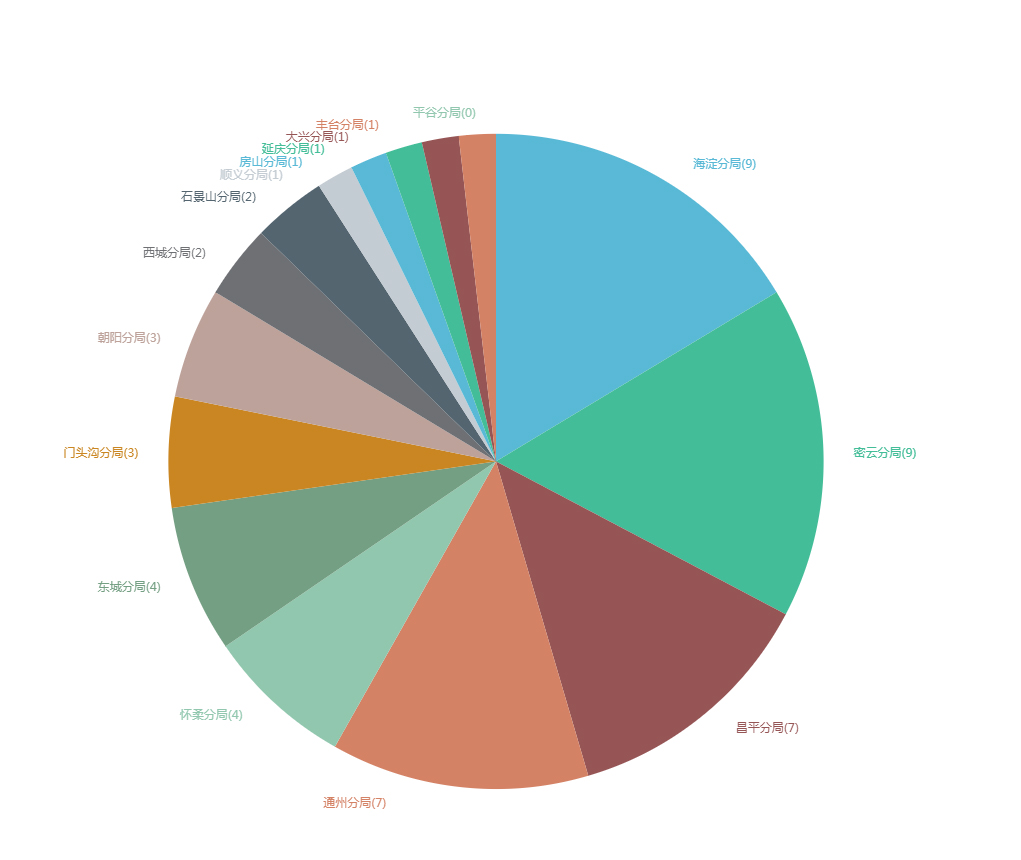 平谷分局(0)
丰台分局(1)
大兴分局(1)
延庆分局(1)
房山分局(1)
顺义分局(1)
海淀分局(9)
石景山分局(2)
西城分局(2)
朝阳分局(3)
门头沟分局(3)
密云分局(9)
东城分局(4)
怀柔分局(4)
昌平分局(7)
通州分局(7)